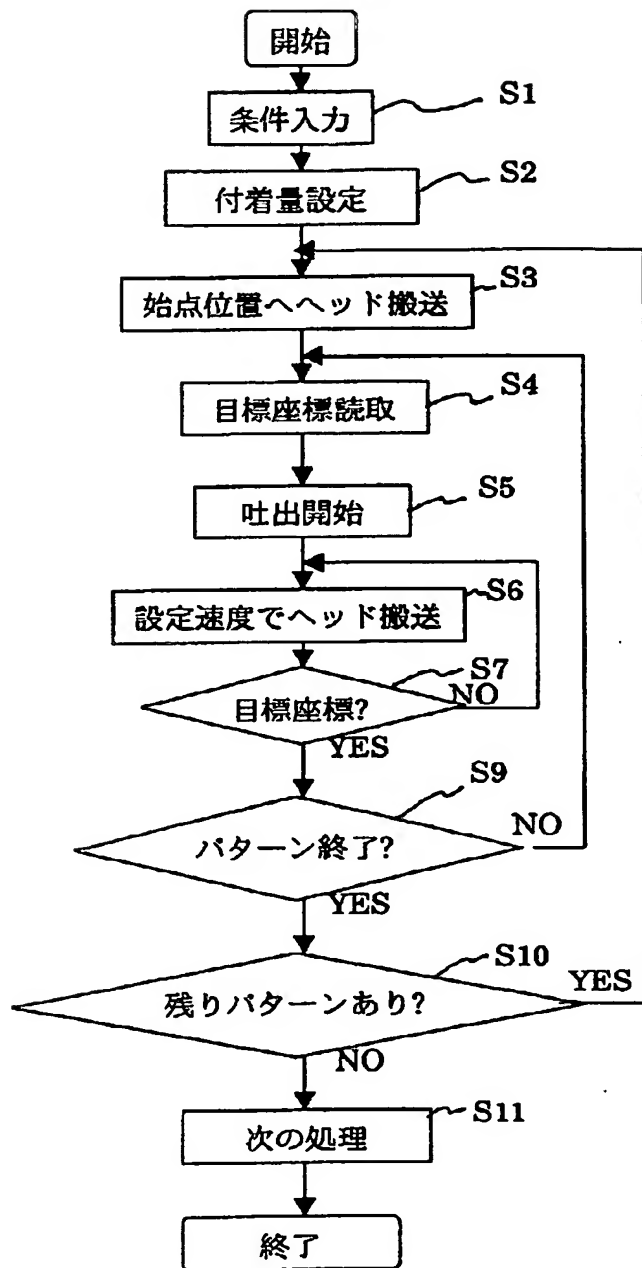 開始
条件入力
S1
付着量設定
S2
始点位置へヘッド搬送
S3
目標座標読取
S4
吐出開始
S5
設定速度でヘッド搬送
S6
目標座標?
S7
NO
YES
パターン終了?
S9
NO
YES
残りパターンあり?
S10
YES
NO
次の処理
S11
終了